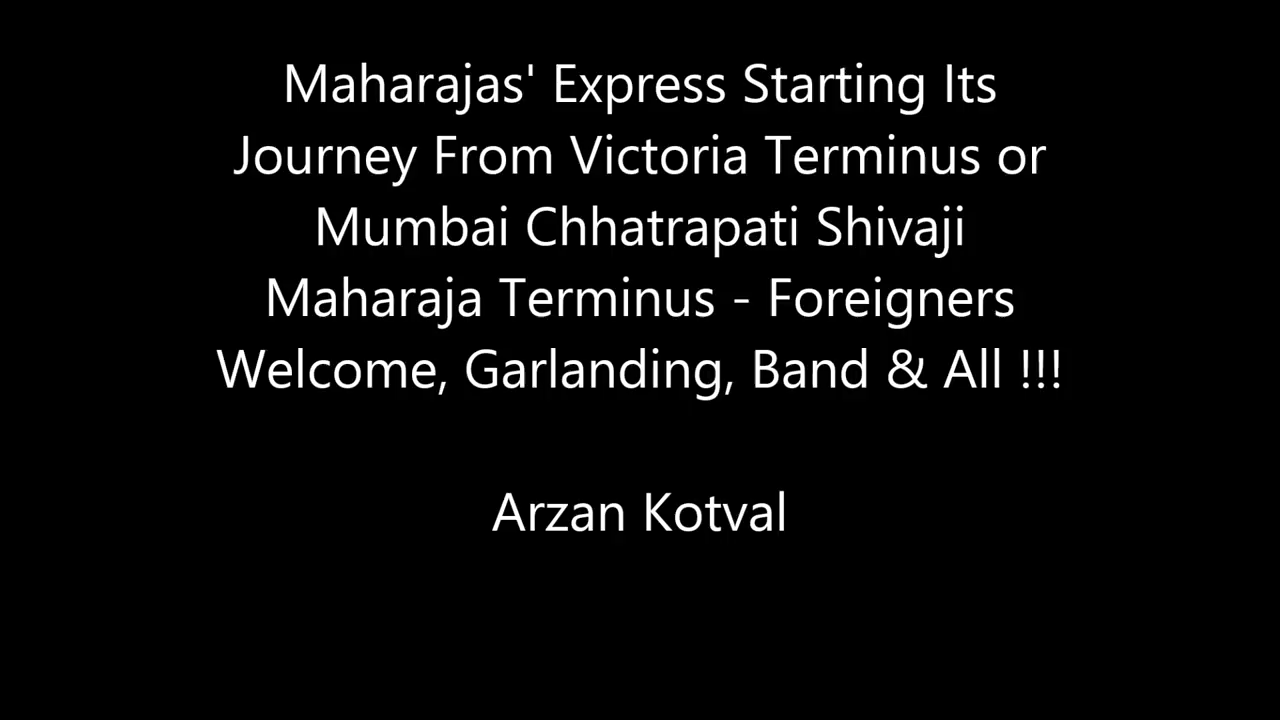 Maharajas' Express Starting Its
Journey From Victoria Terminus or
Mumbai Chhatrapati Shivaji
Maharaja Terminus - Foreigners
Welcome, Garlanding, Band & All !!!
Arzan Kotval